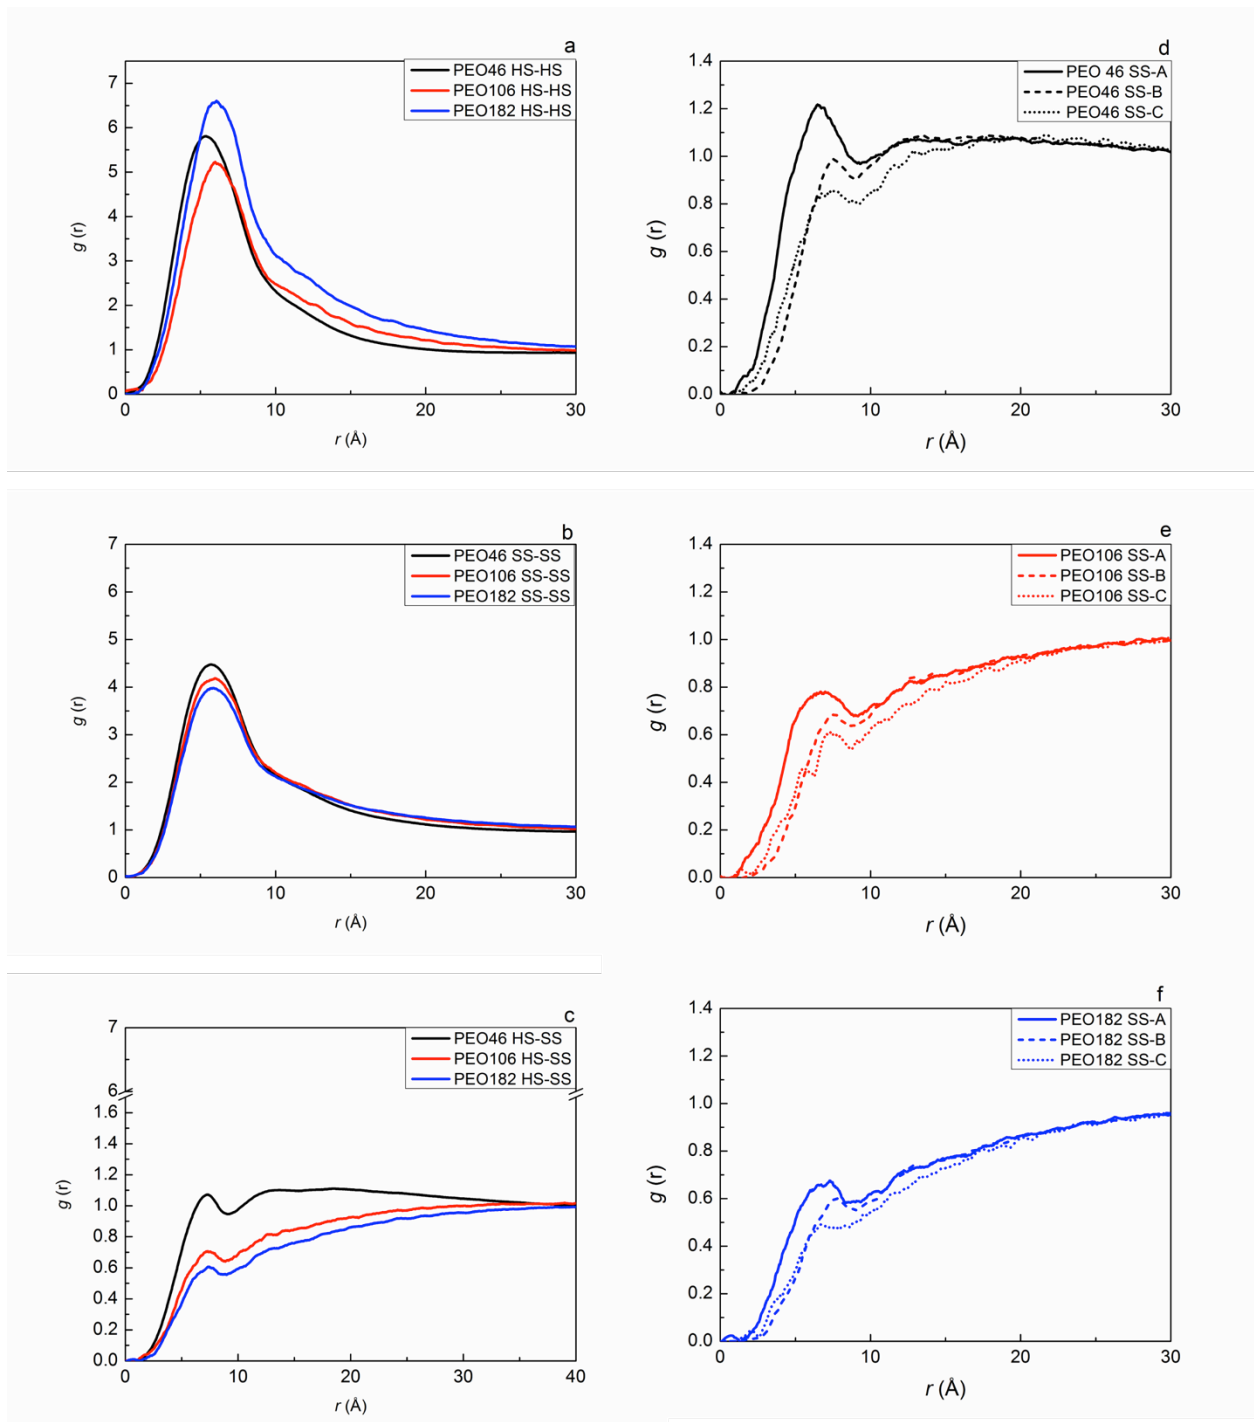 a
PEO46 HS-HS
PEO106 HS-HS
PEO182 HS-HS
7
6
5
4
3
2
1
0
g (r)
0 10 20 30
r (Å)
d
PEO 46 SS-A
PEO46 SS-B
PEO46 SS-C
1.4
1.2
1.0
0.8
0.6
0.4
0.2
0.0
g (r)
0 10 20 30
r (Å)
b
PEO46 SS-SS
PEO106 SS-SS
PEO182 SS-SS
7
6
5
4
3
2
1
0
g (r)
0 10 20 30
r (Å)
e
PEO106 SS-A
PEO106 SS-B
PEO106 SS-C
1.4
1.2
1.0
0.8
0.6
0.4
0.2
0.0
g (r)
0 10 20 30
r (Å)
c
PEO46 HS-SS
PEO106 HS-SS
PEO182 HS-SS
7
6
1.6
1.4
1.2
1.0
0.8
0.6
0.4
0.2
0.0
g (r)
0 10 20 30 40
r (Å)
f
PEO182 SS-A
PEO182 SS-B
PEO182 SS-C
1.4
1.2
1.0
0.8
0.6
0.4
0.2
0.0
g (r)
0 10 20 30
r (Å)